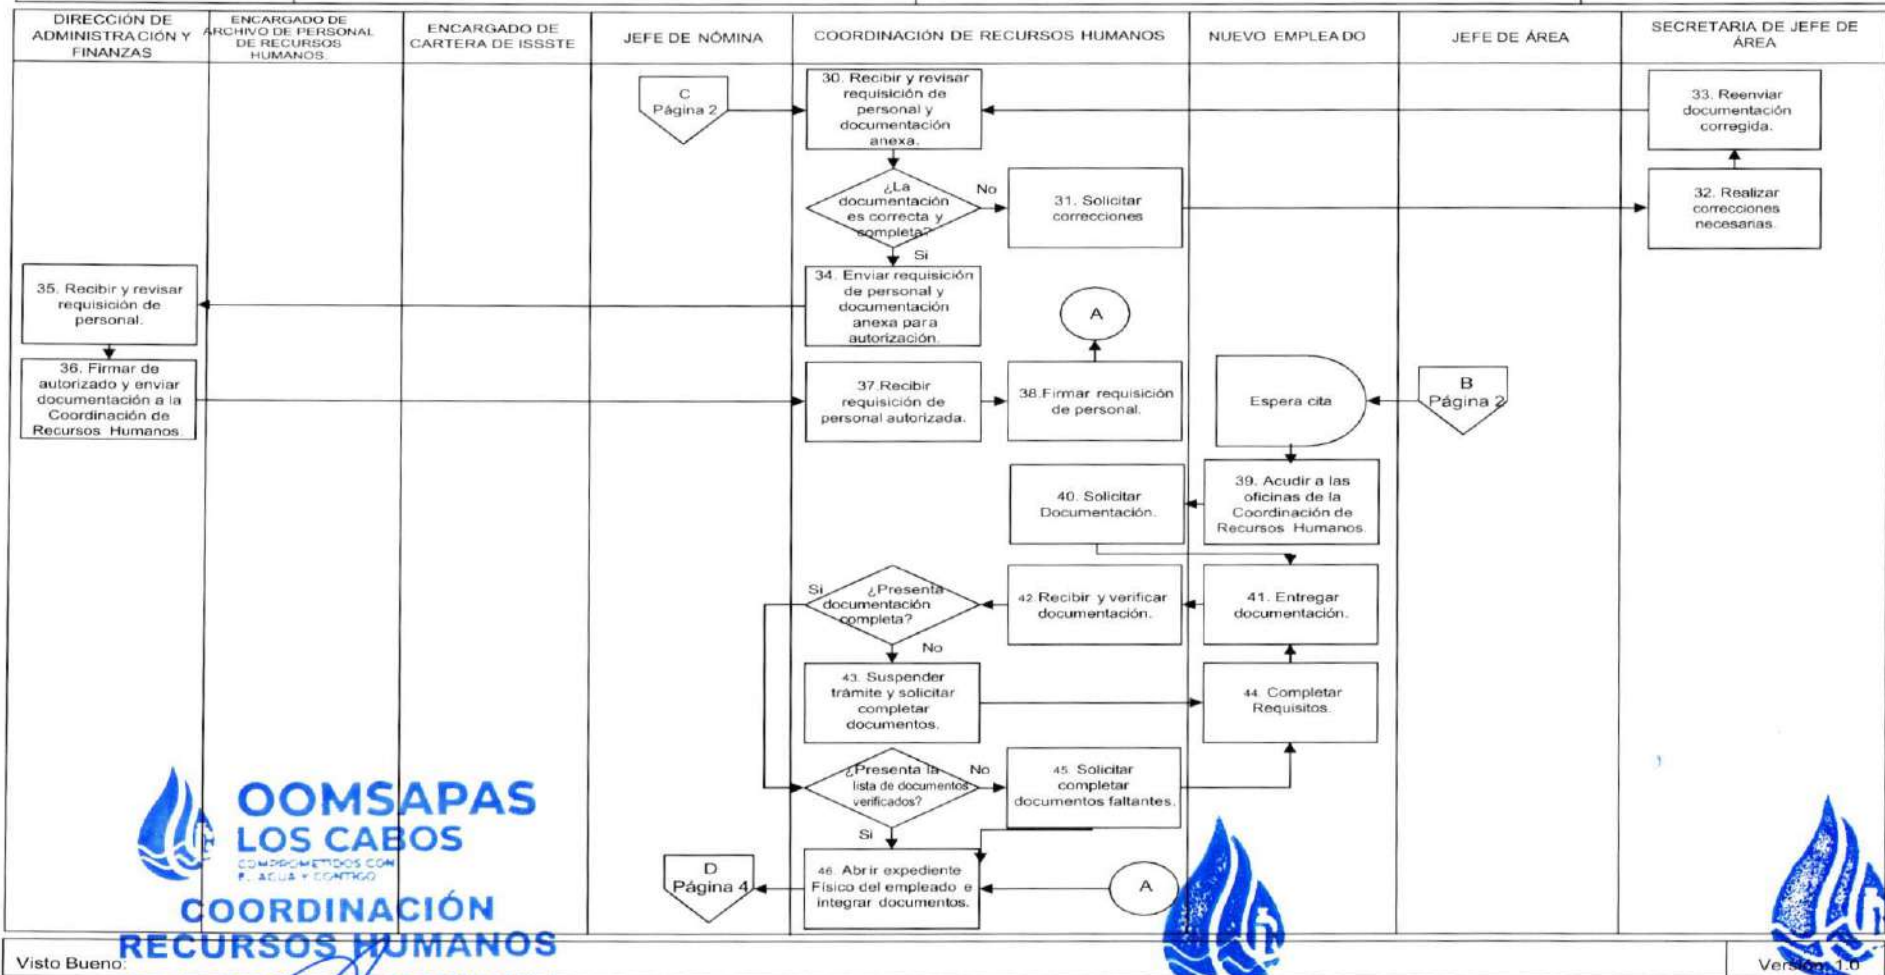 DIRECCIÓN DE
ADMINISTRACIÓN Y
FINANZAS
ENCARGADO DE
ARCHIVO DE PERSONAL
DE RECURSOS
HUMANOS.
ENCARGADO DE
CARTERA DE ISSSTE
JEFE DE NÓMINA
COORDINACIÓN DE RECURSOS HUMANOS
NUEVO EMPLEADO
JEFE DE ÁREA
SECRETARIA DE JEFE DE
ÁREA
C
Página 2
30. Recibir y revisar
requisición de
personal y
documentación
anexa.
33. Reenviar
documentación
corregida.
¿La
documentación
es correcta y
sompleta?
No
31. Solicitar
correcciones
32. Realizar
correcciones
necesarias.
Si
35. Recibir y revisar
requisición de
personal.
34. Enviar requisición
de personal y
documentación
anexa para
autorización.
A
36. Firmar de
autorizado y enviar
documentación a la
Coordinación de
Recursos Humanos.
37.Recibir
requisición de
personal autorizada.
38.Firmar requisición
de personal.
Espera cita
B
Página 2
40. Solicitar
Documentación.
39. Acudir a las
oficinas de la
Coordinación de
Recursos Humanos.
Si
¿Presenta
documentación
completa?
42.Recibir y verificar
documentación.
41. Entregar
documentación.
No
43. Suspender
trámite y solicitar
completar
documentos.
44. Completar
Requisitos.
¿Presenta la
lista de documentos
verificados?
No
45. Solicitar
completar
documentos faltantes.
Si
D
Página 4
46. Abrir expediente
Físico del empleado e
integrar documentos.
A
OOMSAPAS
LOS CABOS
COMPROMETIDOS CON
EL AGUA Y CONTIGO
COORDINACIÓN
RECURSOS HUMANOS
Visto Bueno:
Versión: 1.0